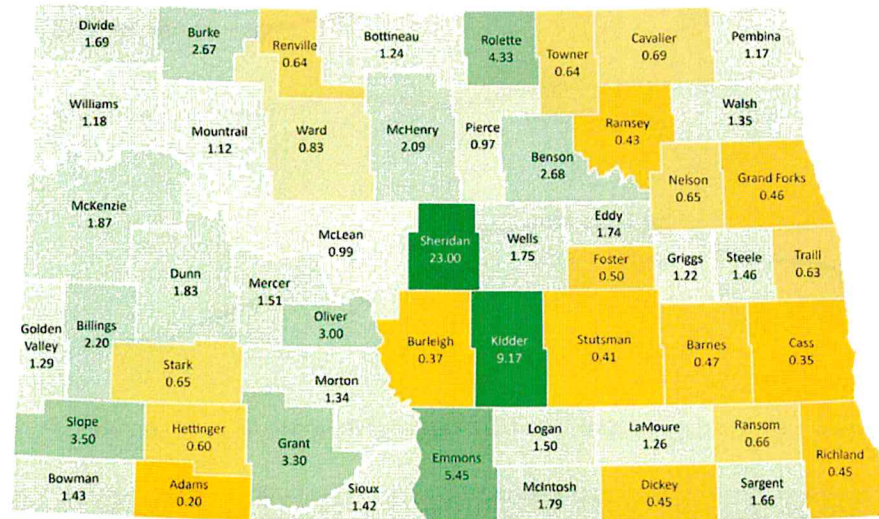 Divide
1.69
Burke
2.67
Renville
0.64
Bottineau
1.24
Rolette
4.33
Towner
0.64
Cavalier
0.69
Pembina
1.17
Williams
1.18
Mountrail
1.12
Ward
0.83
McHenry
2.09
Pierce
0.97
Benson
2.68
Ramsey
0.43
Walsh
1.35
Nelson
0.65
Grand Forks
0.46
McKenzie
1.87
Dunn
1.83
McLean
0.99
Mercer
1.51
Sheridan
23.00
Wells
1.75
Eddy
1.74
Foster
0.50
Griggs
1.22
Steele
1.46
Traill
0.63
Golden
Valley
1.29
Billings
2.20
Stark
0.65
Oliver
3.00
Morton
1.34
Burleigh
0.37
Kidder
9.17
Stutsman
0.41
Barnes
0.47
Cass
0.35
Slope
3.50
Hettinger
0.60
Grant
3.30
Emmons
5.45
Logan
1.50
LaMoure
1.26
Ransom
0.66
Richland
0.45
Bowman
1.43
Adams
0.20
Sioux
1.42
McIntosh
1.79
Dickey
0.45
Sargent
1.66